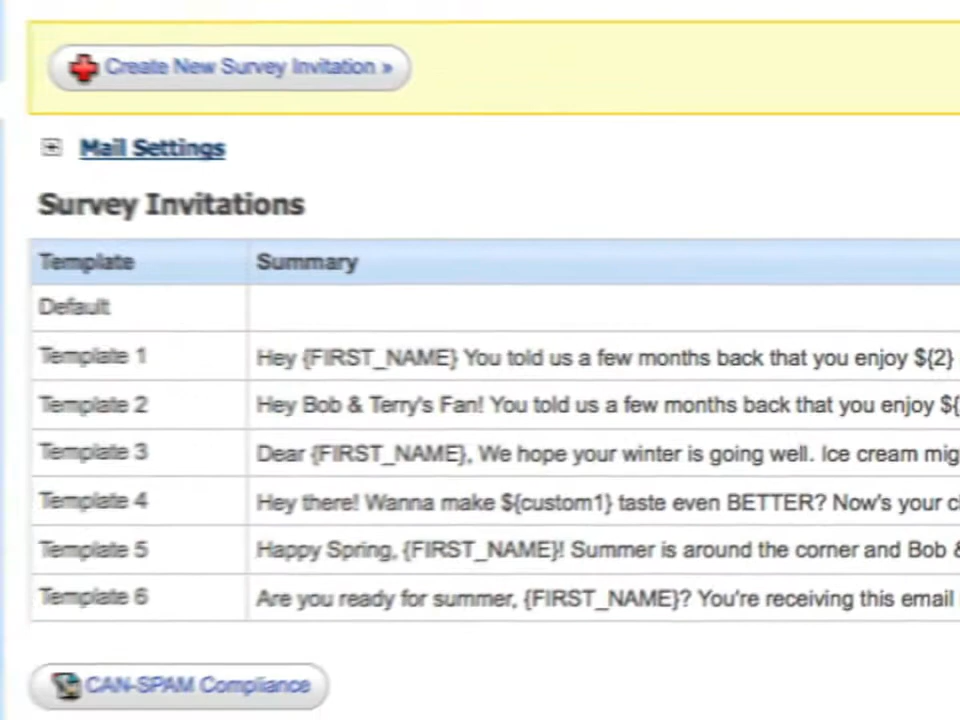 Create New Survey Invitation »
Mail Settings
Survey Invitations
Template Summary
Default
Template 1 Hey {FIRST_NAME} You told us a few months back that you enjoy ${2}
Template 2 Hey Bob & Terry's Fan! You told us a few months back that you enjoy ${
Template 3 Dear {FIRST_NAME}, We hope your winter is going well. Ice cream mig
Template 4 Hey there! Wanna make ${custom1} taste even BETTER? Now's your c
Template 5 Happy Spring, {FIRST_NAME}! Summer is around the corner and Bob &
Template 6 Are you ready for summer, {FIRST_NAME}? You're receiving this email
CAN-SPAM Compliance